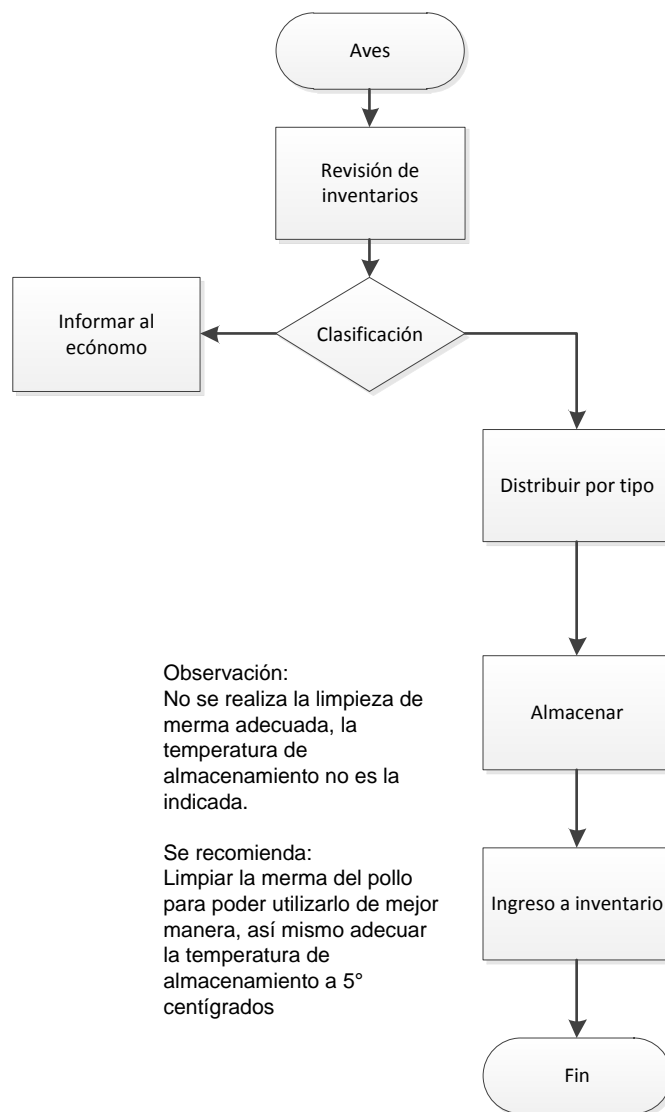 Aves
Revisión de
inventarios
Clasificación
Informar al
ecónomo
Distribuir por tipo
Almacenar
Observación:
No se realiza la limpieza de
merma adecuada, la
temperatura de
almacenamiento no es la
indicada.
Se recomienda:
Limpiar la merma del pollo
para poder utilizarlo de mejor
manera, así mismo adecuar
la temperatura de
almacenamiento a 5°
centígrados
Ingreso a inventario
Fin